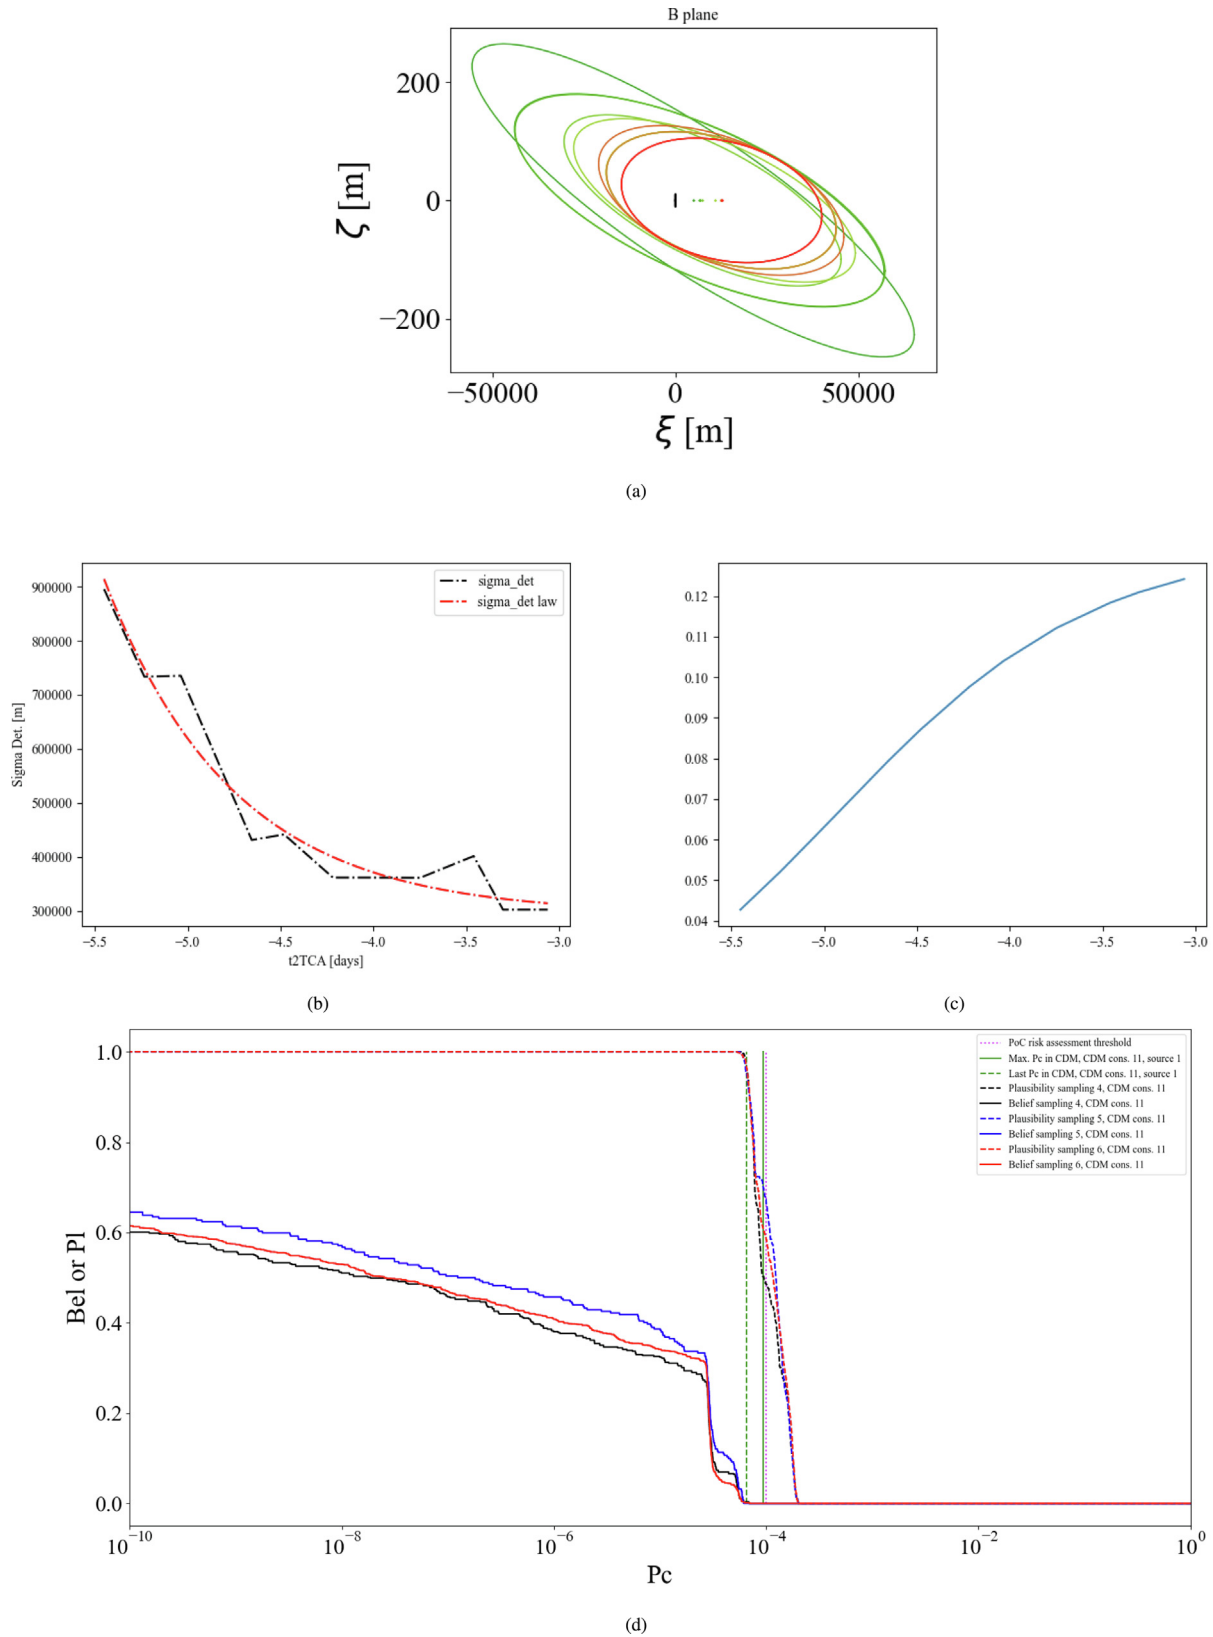 B plane
200
0
−200
ζ [m]
−50000
0
50000
ξ [m]
(a)
900000
800000
700000
600000
500000
400000
300000
Sigma Det. [m]
sigma_det
sigma_det law
−5.5
−5.0
−4.5
−4.0
−3.5
−3.0
t2TCA [days]
(b)
0.12
0.11
0.10
0.09
0.08
0.07
0.06
0.05
0.04
−5.5
−5.0
−4.5
−4.0
−3.5
−3.0
(c)
1.0
0.8
0.6
0.4
0.2
0.0
Bel or Pl
PoC risk assessment threshold
Max. Pc in CDM, CDM cons. 11, source 1
Last Pc in CDM, CDM cons. 11, source 1
Plausibility sampling 4, CDM cons. 11
Belief sampling 4, CDM cons. 11
Plausibility sampling 5, CDM cons. 11
Belief sampling 5, CDM cons. 11
Plausibility sampling 6, CDM cons. 11
Belief sampling 6, CDM cons. 11
10⁻¹⁰
10⁻⁸
10⁻⁶
10⁻⁴
10⁻²
10⁰
Pc
(d)